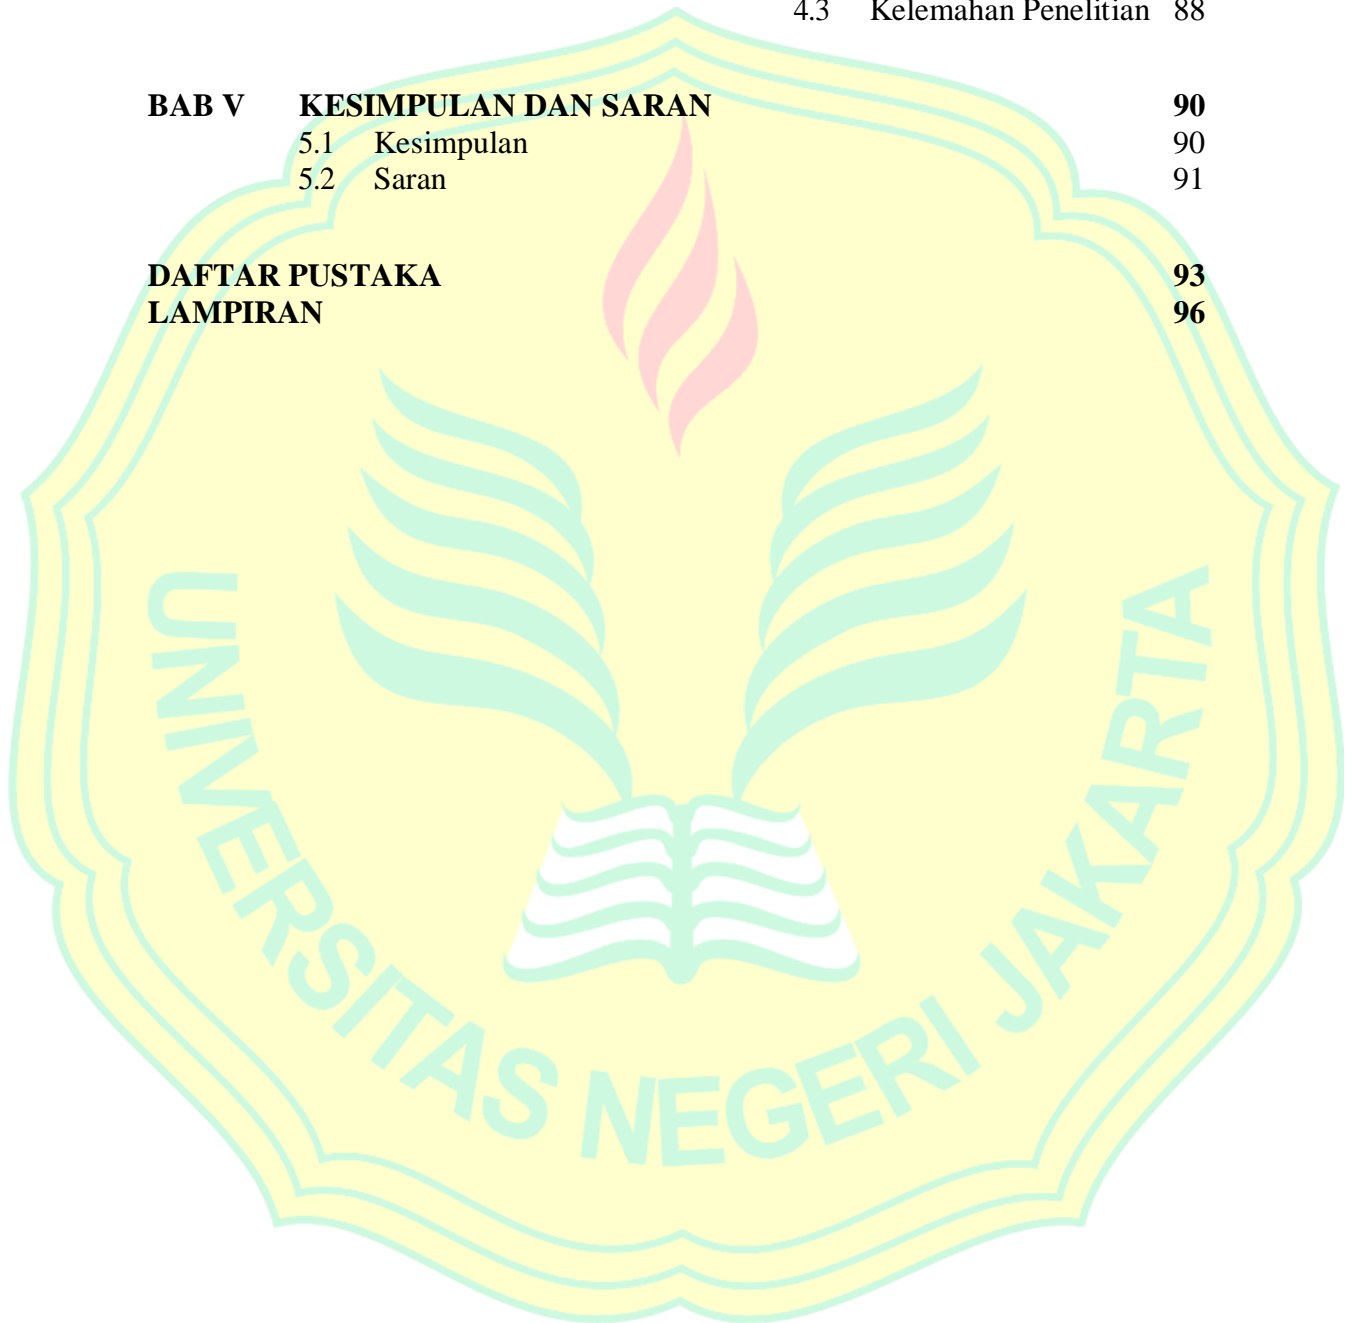 4.3 Kelemahan Penelitian 88
BAB V KESIMPULAN DAN SARAN 90
5.1 Kesimpulan 90
5.2 Saran 91
DAFTAR PUSTAKA 93
LAMPIRAN 96
UNIVERSITAS NEGERI JAKARTA